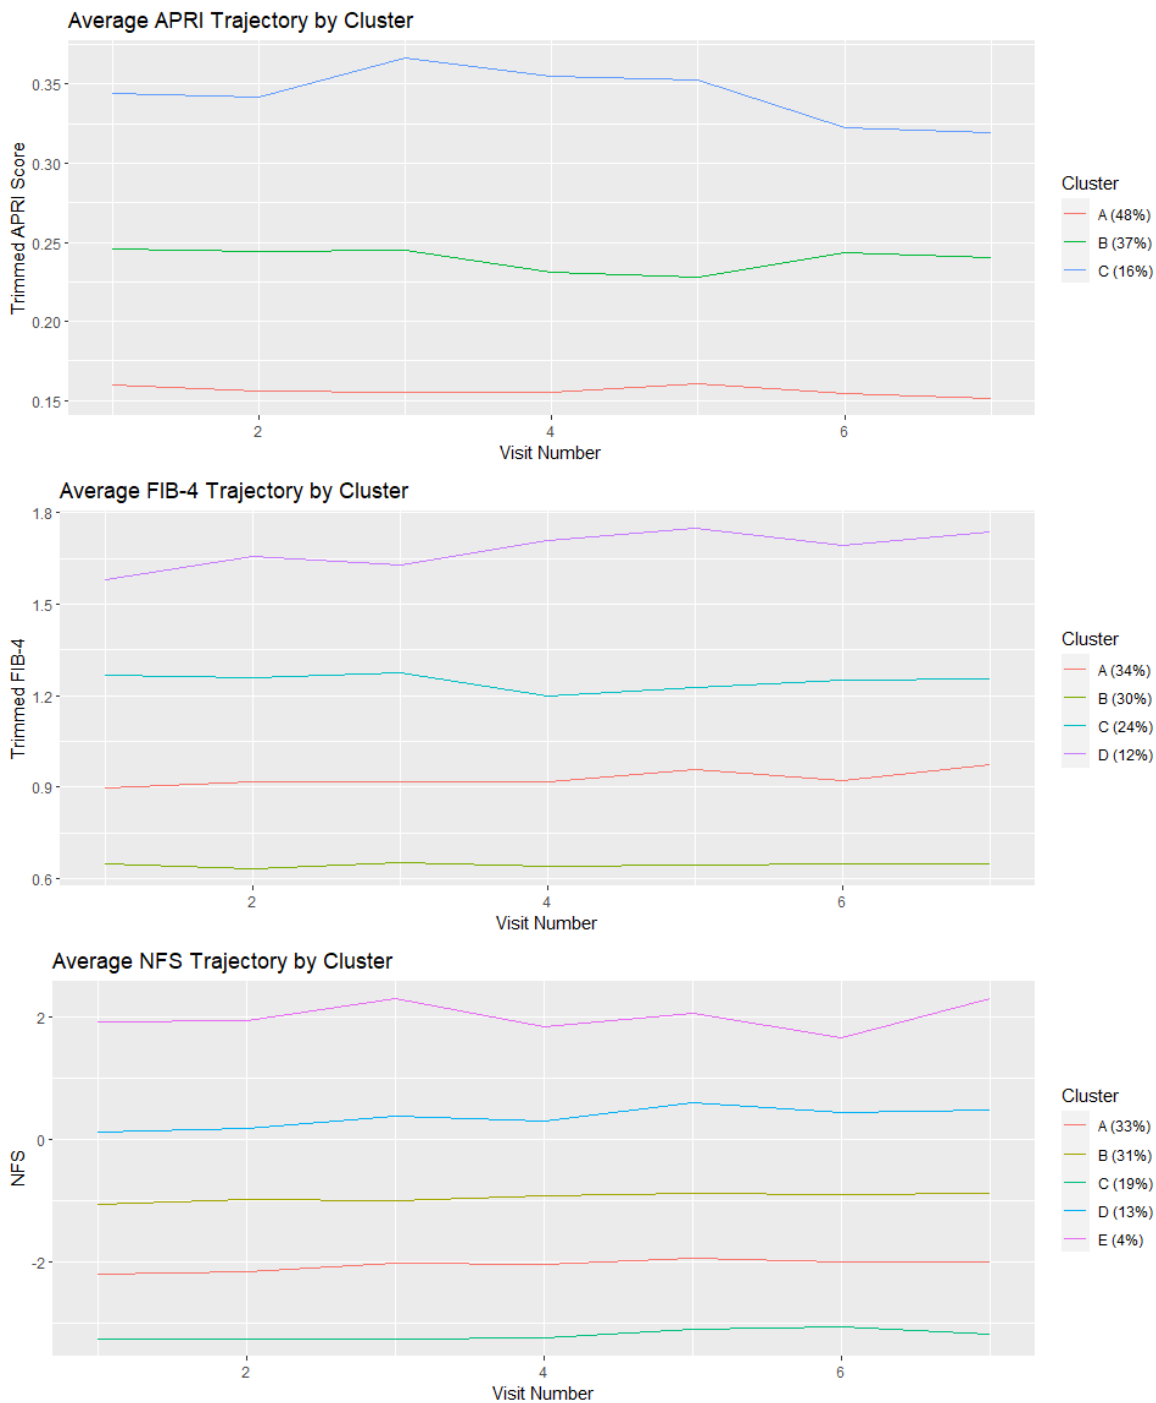 Average APRI Trajectory by Cluster
Trimmed APRI Score
0.35
0.30
0.25
0.20
0.15
2
4
6
Visit Number
Cluster
A (48%)
B (37%)
C (16%)
Average FIB-4 Trajectory by Cluster
Trimmed FIB-4
1.8
1.5
1.2
0.9
0.6
2
4
6
Visit Number
Cluster
A (34%)
B (30%)
C (24%)
D (12%)
Average NFS Trajectory by Cluster
NFS
2
0
-2
2
4
6
Visit Number
Cluster
A (33%)
B (31%)
C (19%)
D (13%)
E (4%)